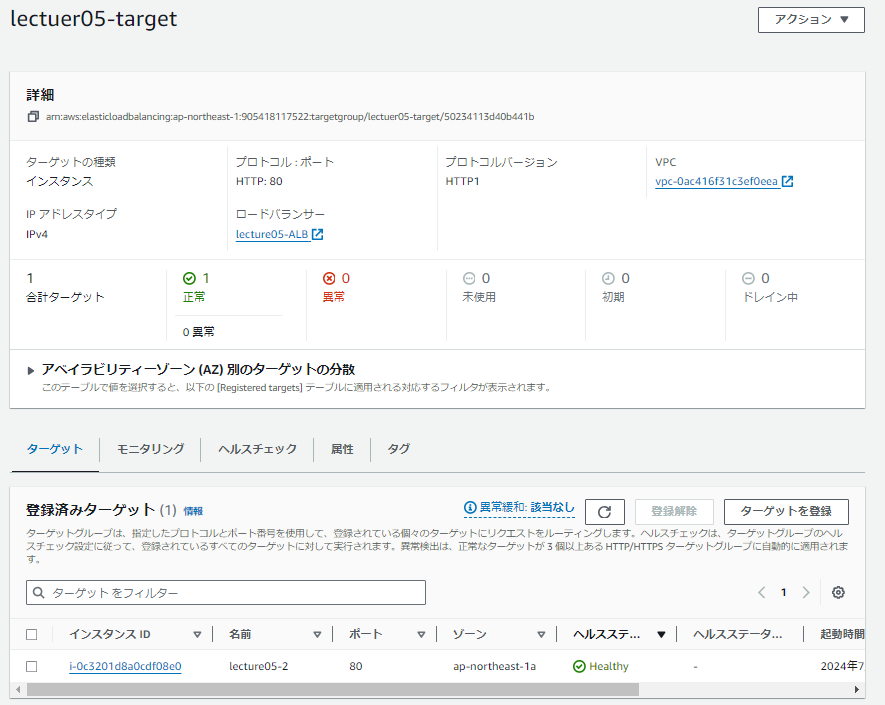 lectuer05-target
アクション
詳細
arn:aws:elasticloadbalancing:ap-northeast-1:905418117522:targetgroup/lectuer05-target/50234113d40b441b
ターゲットの種類
インスタンス
プロトコル : ポート
HTTP: 80
プロトコルバージョン
HTTP1
VPC
vpc-0ac416f31c3ef0eea
IP アドレスタイプ
IPv4
ロードバランサー
lecture05-ALB
1
合計ターゲット
1
正常
0 異常
0
異常
0
未使用
0
初期
0
ドレイン中
アベイラビリティーゾーン (AZ) 別のターゲットの分散
このテーブルで値を選択すると、以下の [Registered targets] テーブルに適用される対応するフィルタが表示されます。
ターゲット
モニタリング
ヘルスチェック
属性
タグ
登録済みターゲット (1) 情報
異常緩和: 該当なし
登録解除
ターゲットを登録
ターゲットグループは、指定したプロトコルとポート番号を使用して、登録されている個々のターゲットにリクエストをルーティングします。ヘルスチェックは、ターゲットグループのヘル
スチェック設定に従って、登録されているすべてのターゲットに対して実行されます。異常検出は、正常なターゲットが 3 個以上ある HTTP/HTTPS ターゲットグループに自動的に適用されま
す。
ターゲット をフィルター
1
インスタンス ID 名前 ポート ゾーン ヘルスステ... ヘルスステータ... 起動時間
i-0c3201d8a0cdf08e0 lecture05-2 80 ap-northeast-1a Healthy - 2024年7